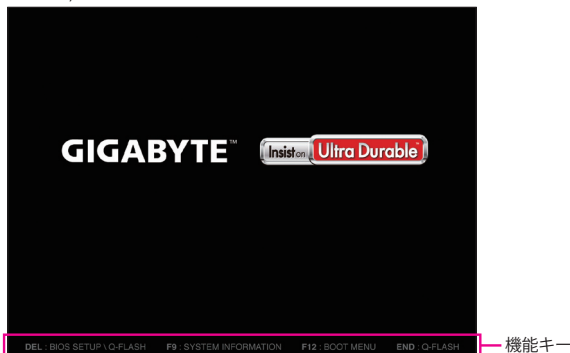 GIGABYTE™ Insist on Ultra Durable™
DEL : BIOS SETUP \ Q-FLASH F9 : SYSTEM INFORMATION F12 : BOOT MENU END : Q-FLASH
機能キー